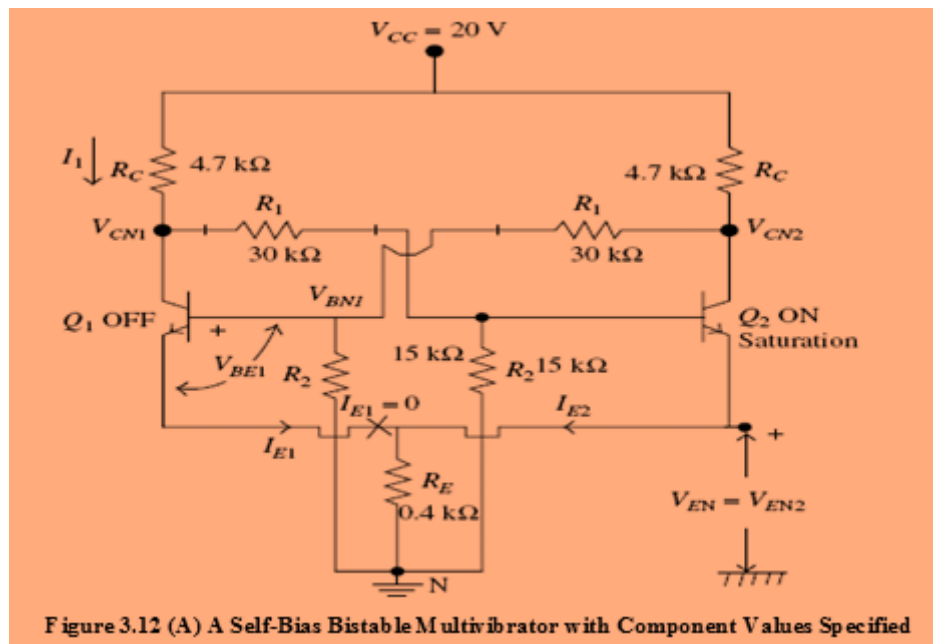 V_CC = 20 V
I_1
R_C
4.7 kΩ
4.7 kΩ
R_C
R_1
R_1
V_CN1
30 kΩ
30 kΩ
V_CN2
V_BN1
Q_1 OFF
+
Q_2 ON
Saturation
V_BE1
R_2
15 kΩ
R_2
15 kΩ
I_E1 = 0
I_E2
I_E1
+
R_E
0.4 kΩ
V_EN = V_EN2
N
Figure 3.12 (A) A Self-Bias Bistable Multivibrator with Component Values Specified